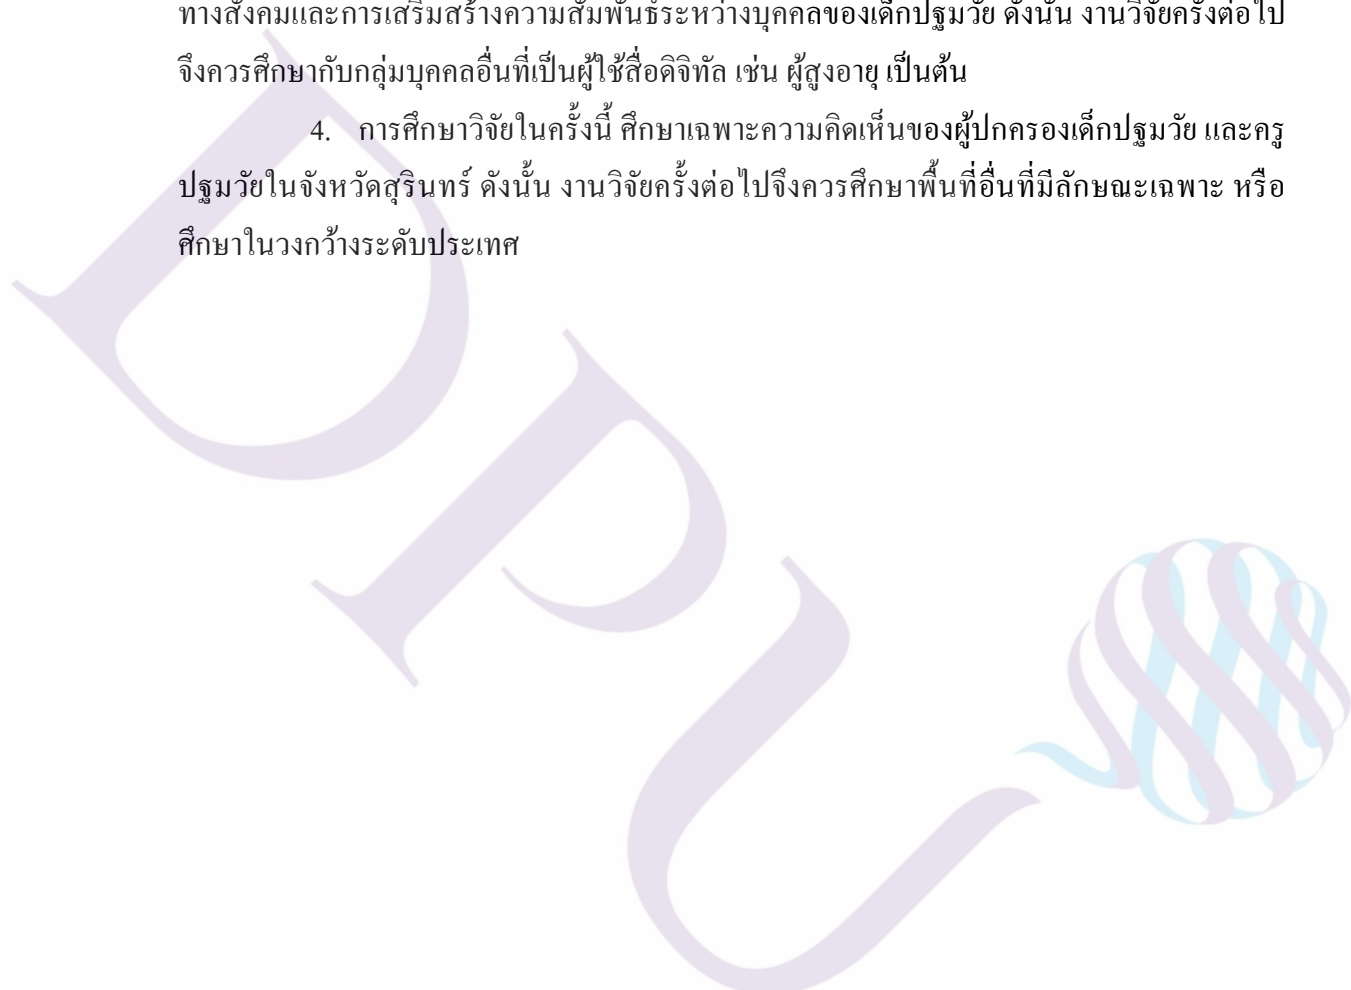 ทางสังคมและการเสริมสร้างความสัมพันธ์ระหว่างบุคคลของเด็กปฐมวัย ดังนั้น งานวิจัยครั้งต่อไป
จึงควรศึกษากับกลุ่มบุคคลอื่นที่เป็นผู้ใช้สื่อดิจิทัล เช่น ผู้สูงอายุ เป็นต้น
4. การศึกษาวิจัยในครั้งนี้ ศึกษาเฉพาะความคิดเห็นของผู้ปกครองเด็กปฐมวัย และครู
ปฐมวัยในจังหวัดสุรินทร์ ดังนั้น งานวิจัยครั้งต่อไปจึงควรศึกษาพื้นที่อื่นที่มีลักษณะเฉพาะ หรือ
ศึกษาในวงกว้างระดับประเทศ
DPU